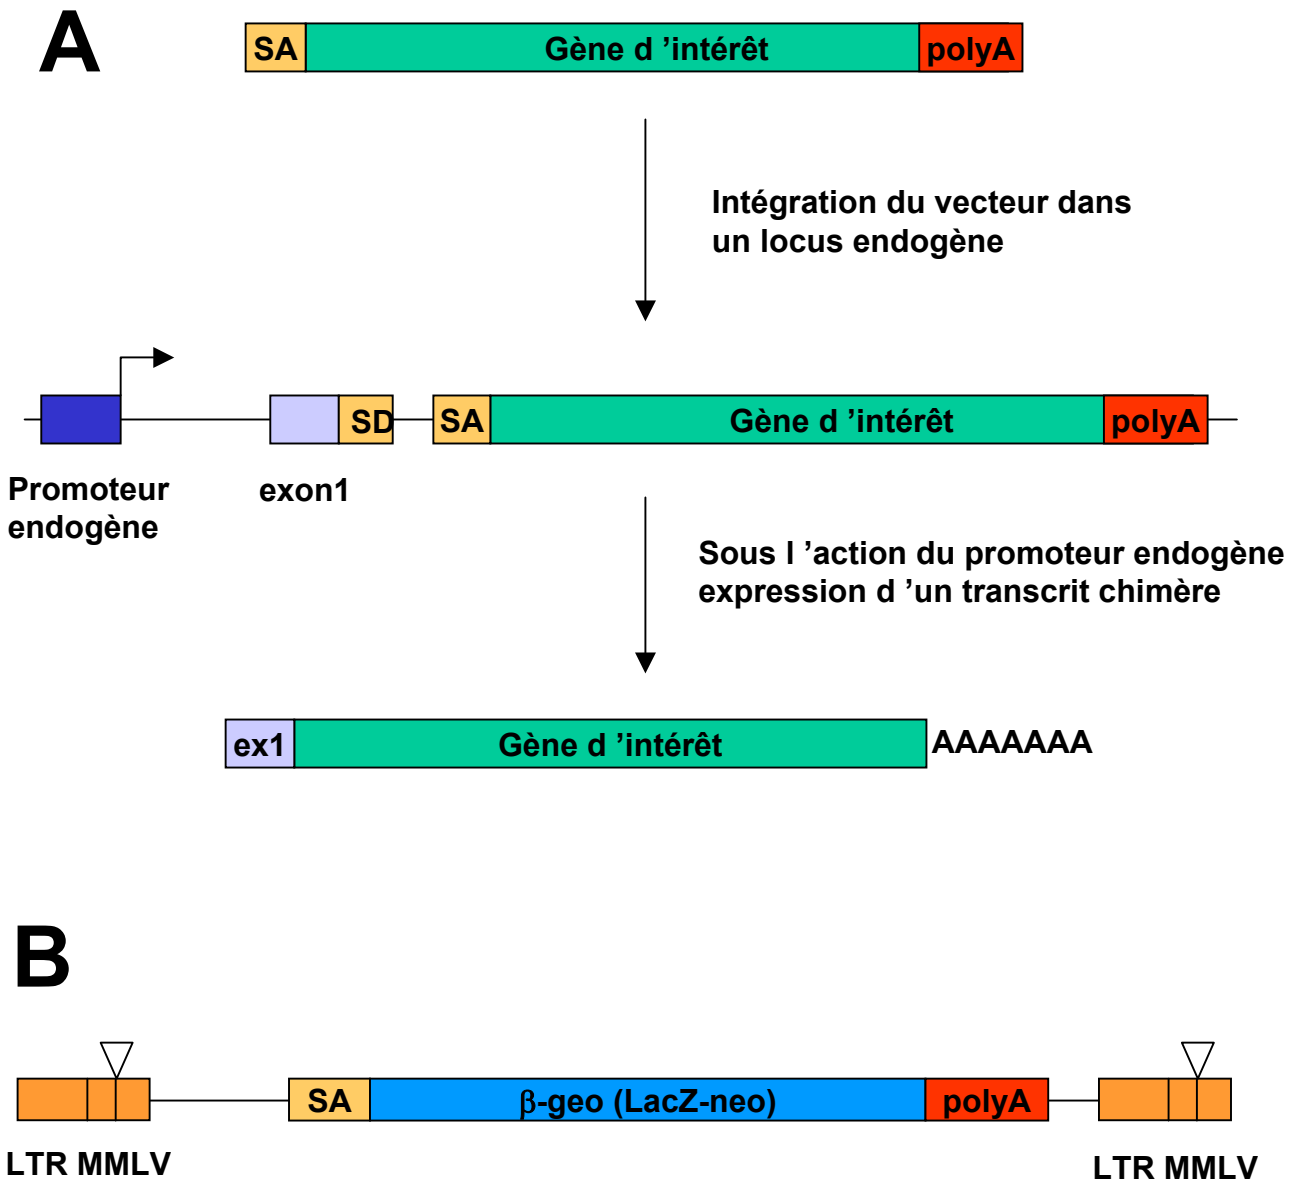 A
SA Gène d ’intérêt polyA
Intégration du vecteur dans
un locus endogène
SD SA Gène d ’intérêt polyA
Promoteur
endogène
exon1
Sous l ’action du promoteur endogène
expression d ’un transcrit chimère
ex1 Gène d ’intérêt AAAAAAA
B
SA β-geo (LacZ-neo) polyA
LTR MMLV
LTR MMLV